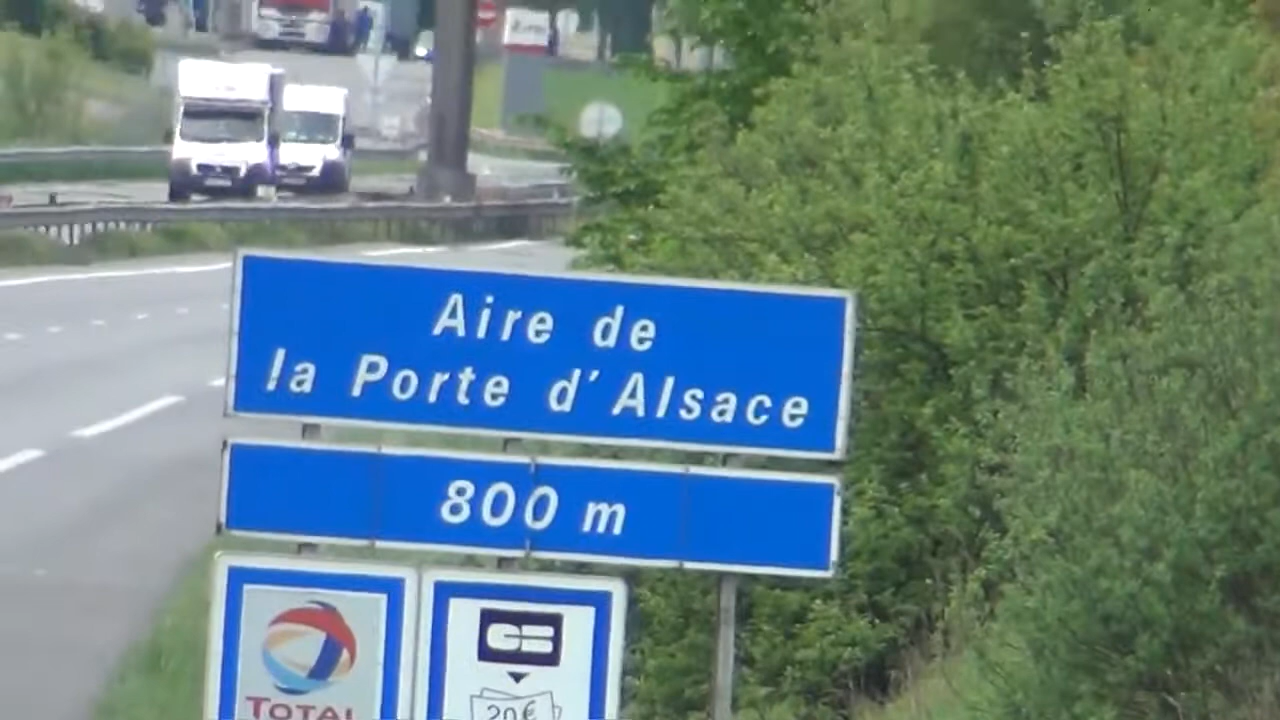 Aire de
la Porte d'Alsace
800 m
TOTAL
CB
20€